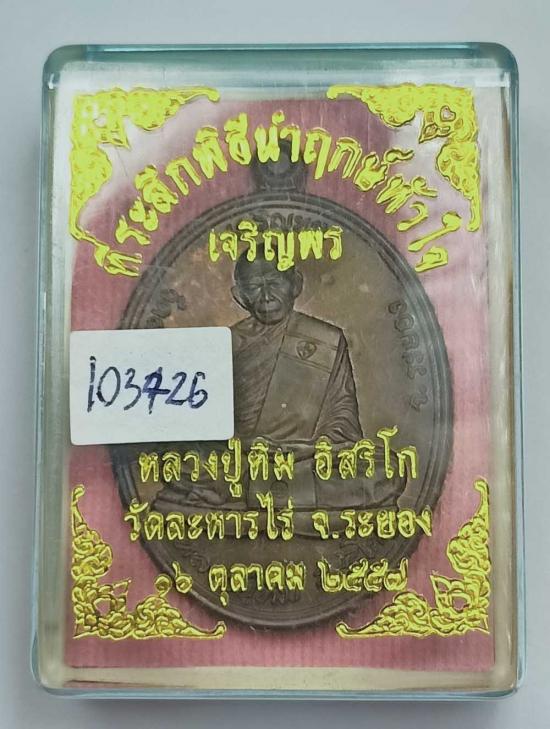 ที่ระลึกพิธีนำฤกษ์หัวใจ
เจริญพร
103426
หลวงปู่ทิม อิสริโก
วัดละหารไร่ จ.ระยอง
๑๖ ตุลาคม ๒๕๕๗